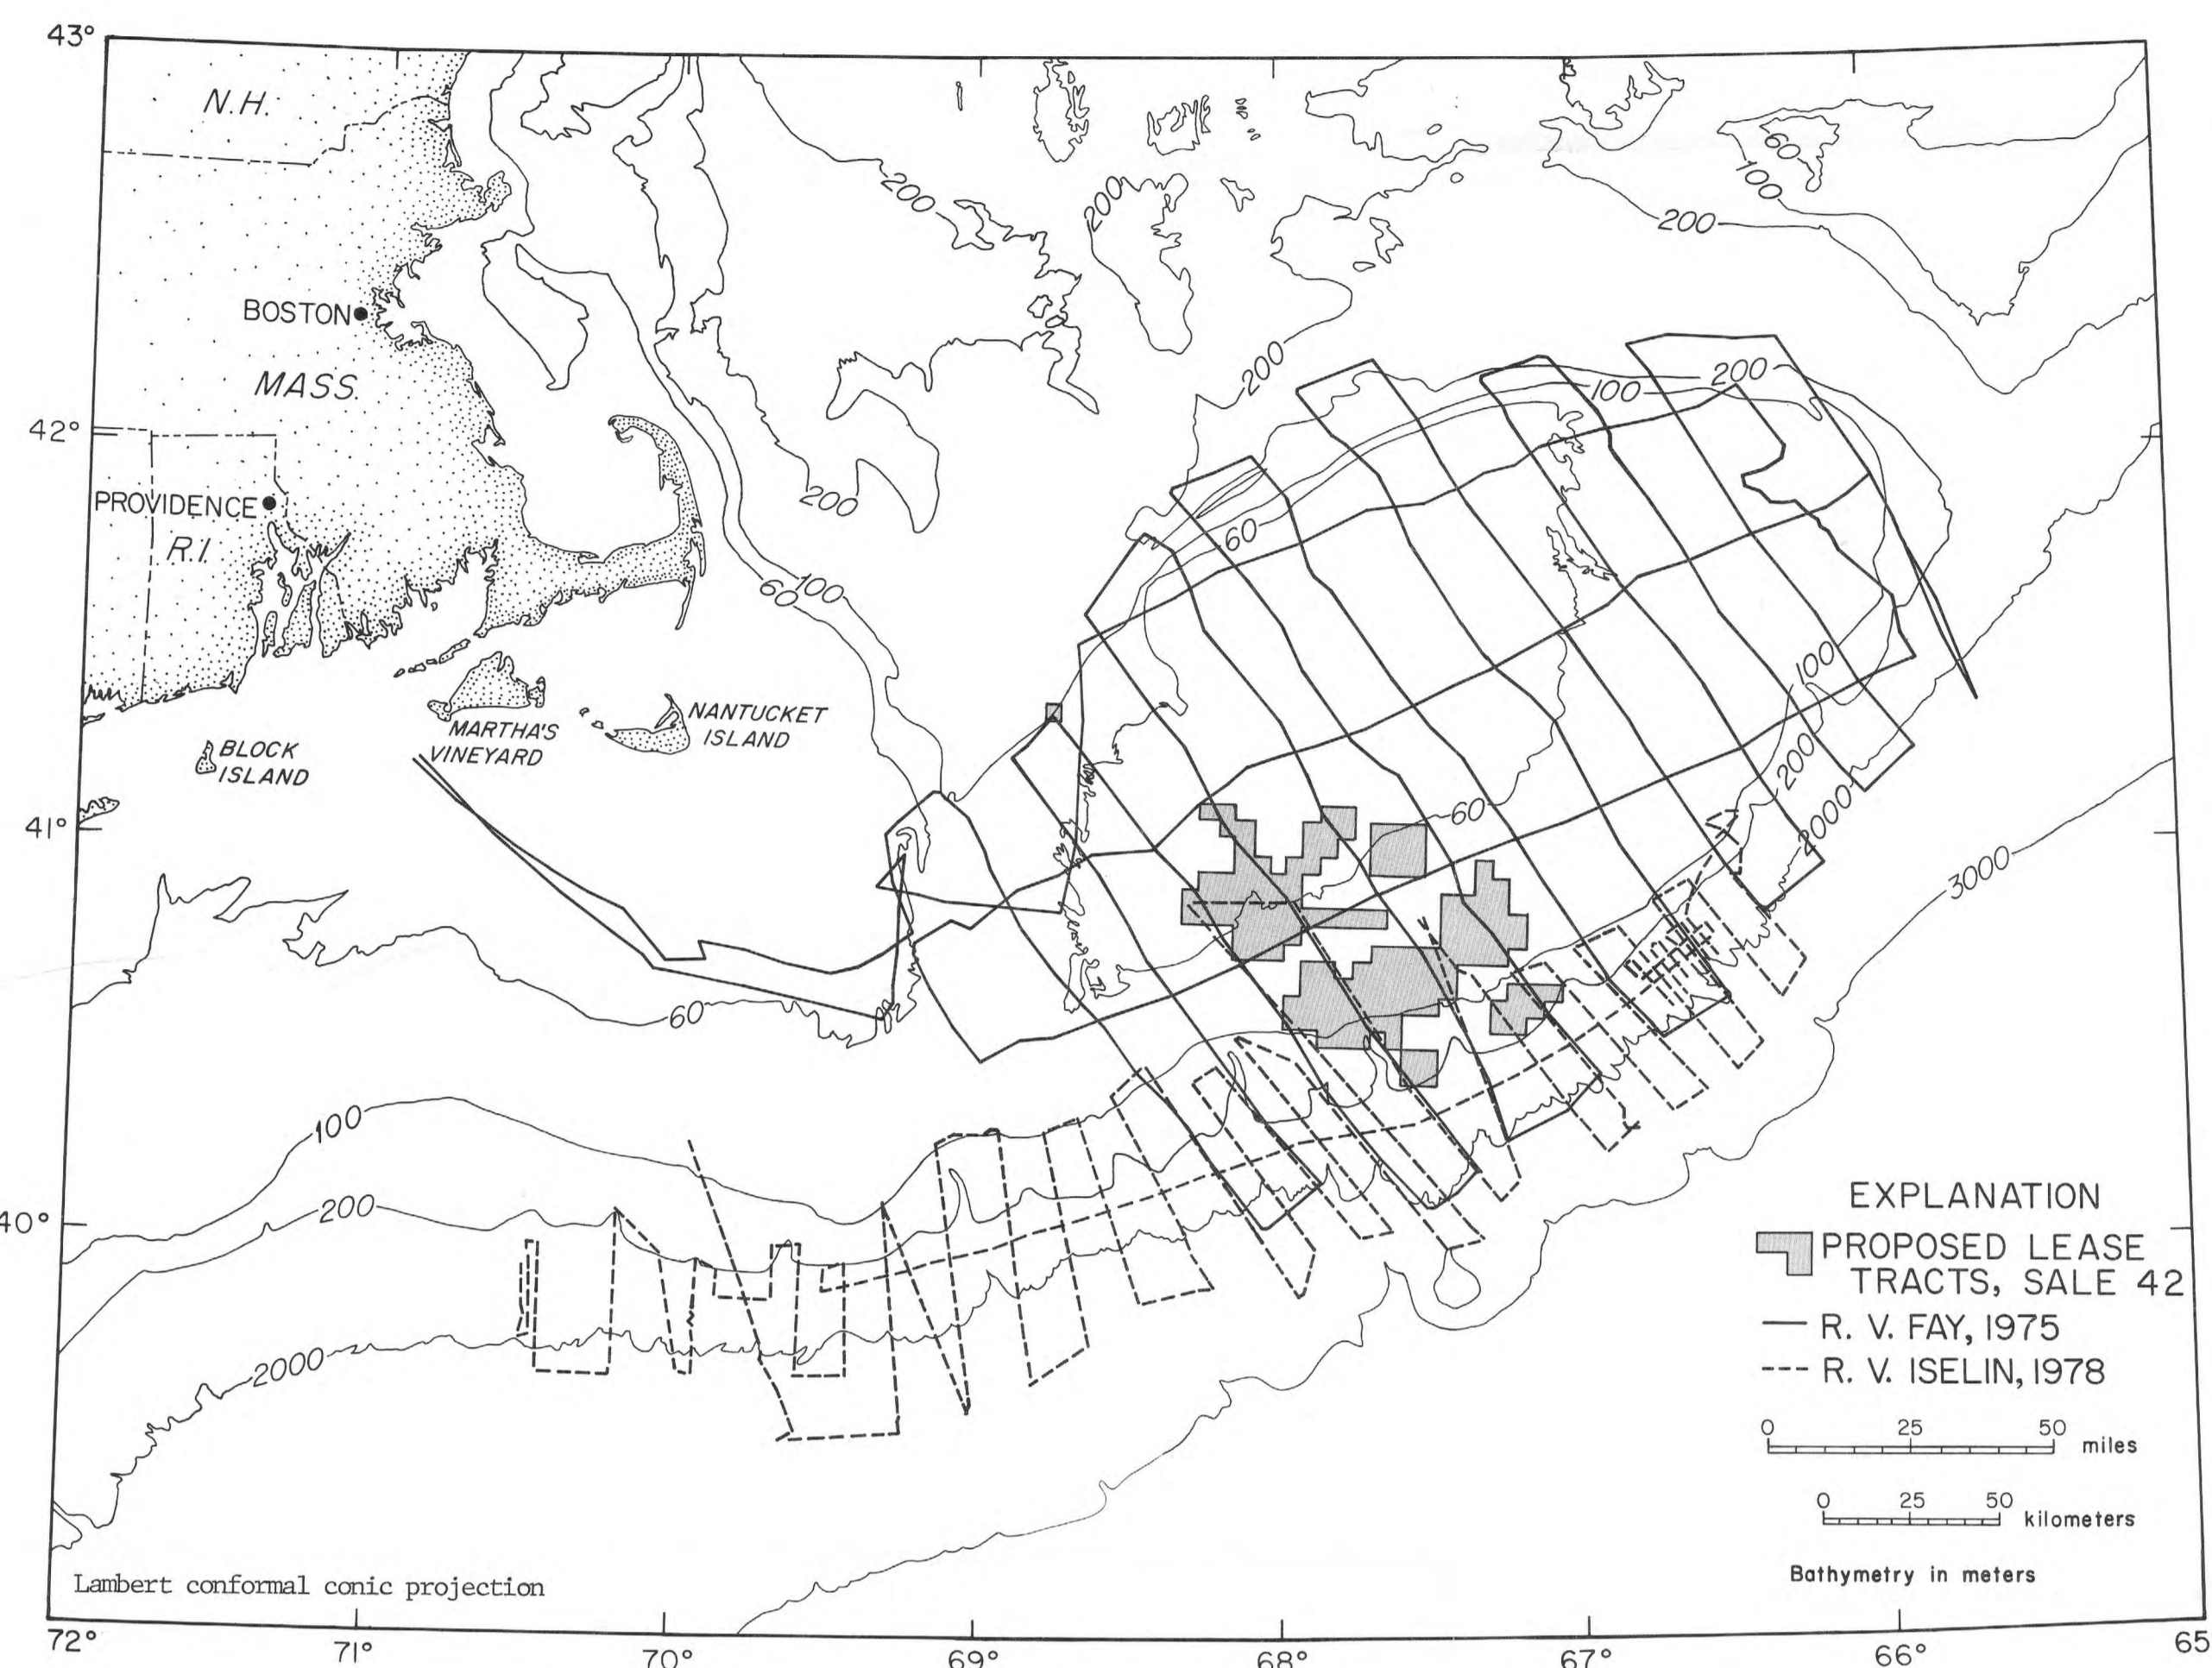 43°
N.H.
200
200
60
100
200
BOSTON
MASS.
200
100
200
42°
200
PROVIDENCE
R.I.
60
60
100
100
MARTHA'S
VINEYARD
NANTUCKET
ISLAND
BLOCK
ISLAND
200
2000
41°
60
3000
60
100
200
40°
2000
EXPLANATION
PROPOSED LEASE
TRACTS, SALE 42
R. V. FAY, 1975
R. V. ISELIN, 1978
0 25 50
miles
0 25 50
kilometers
Bathymetry in meters
Lambert conformal conic projection
72° 71° 70° 69° 68° 67° 66° 65